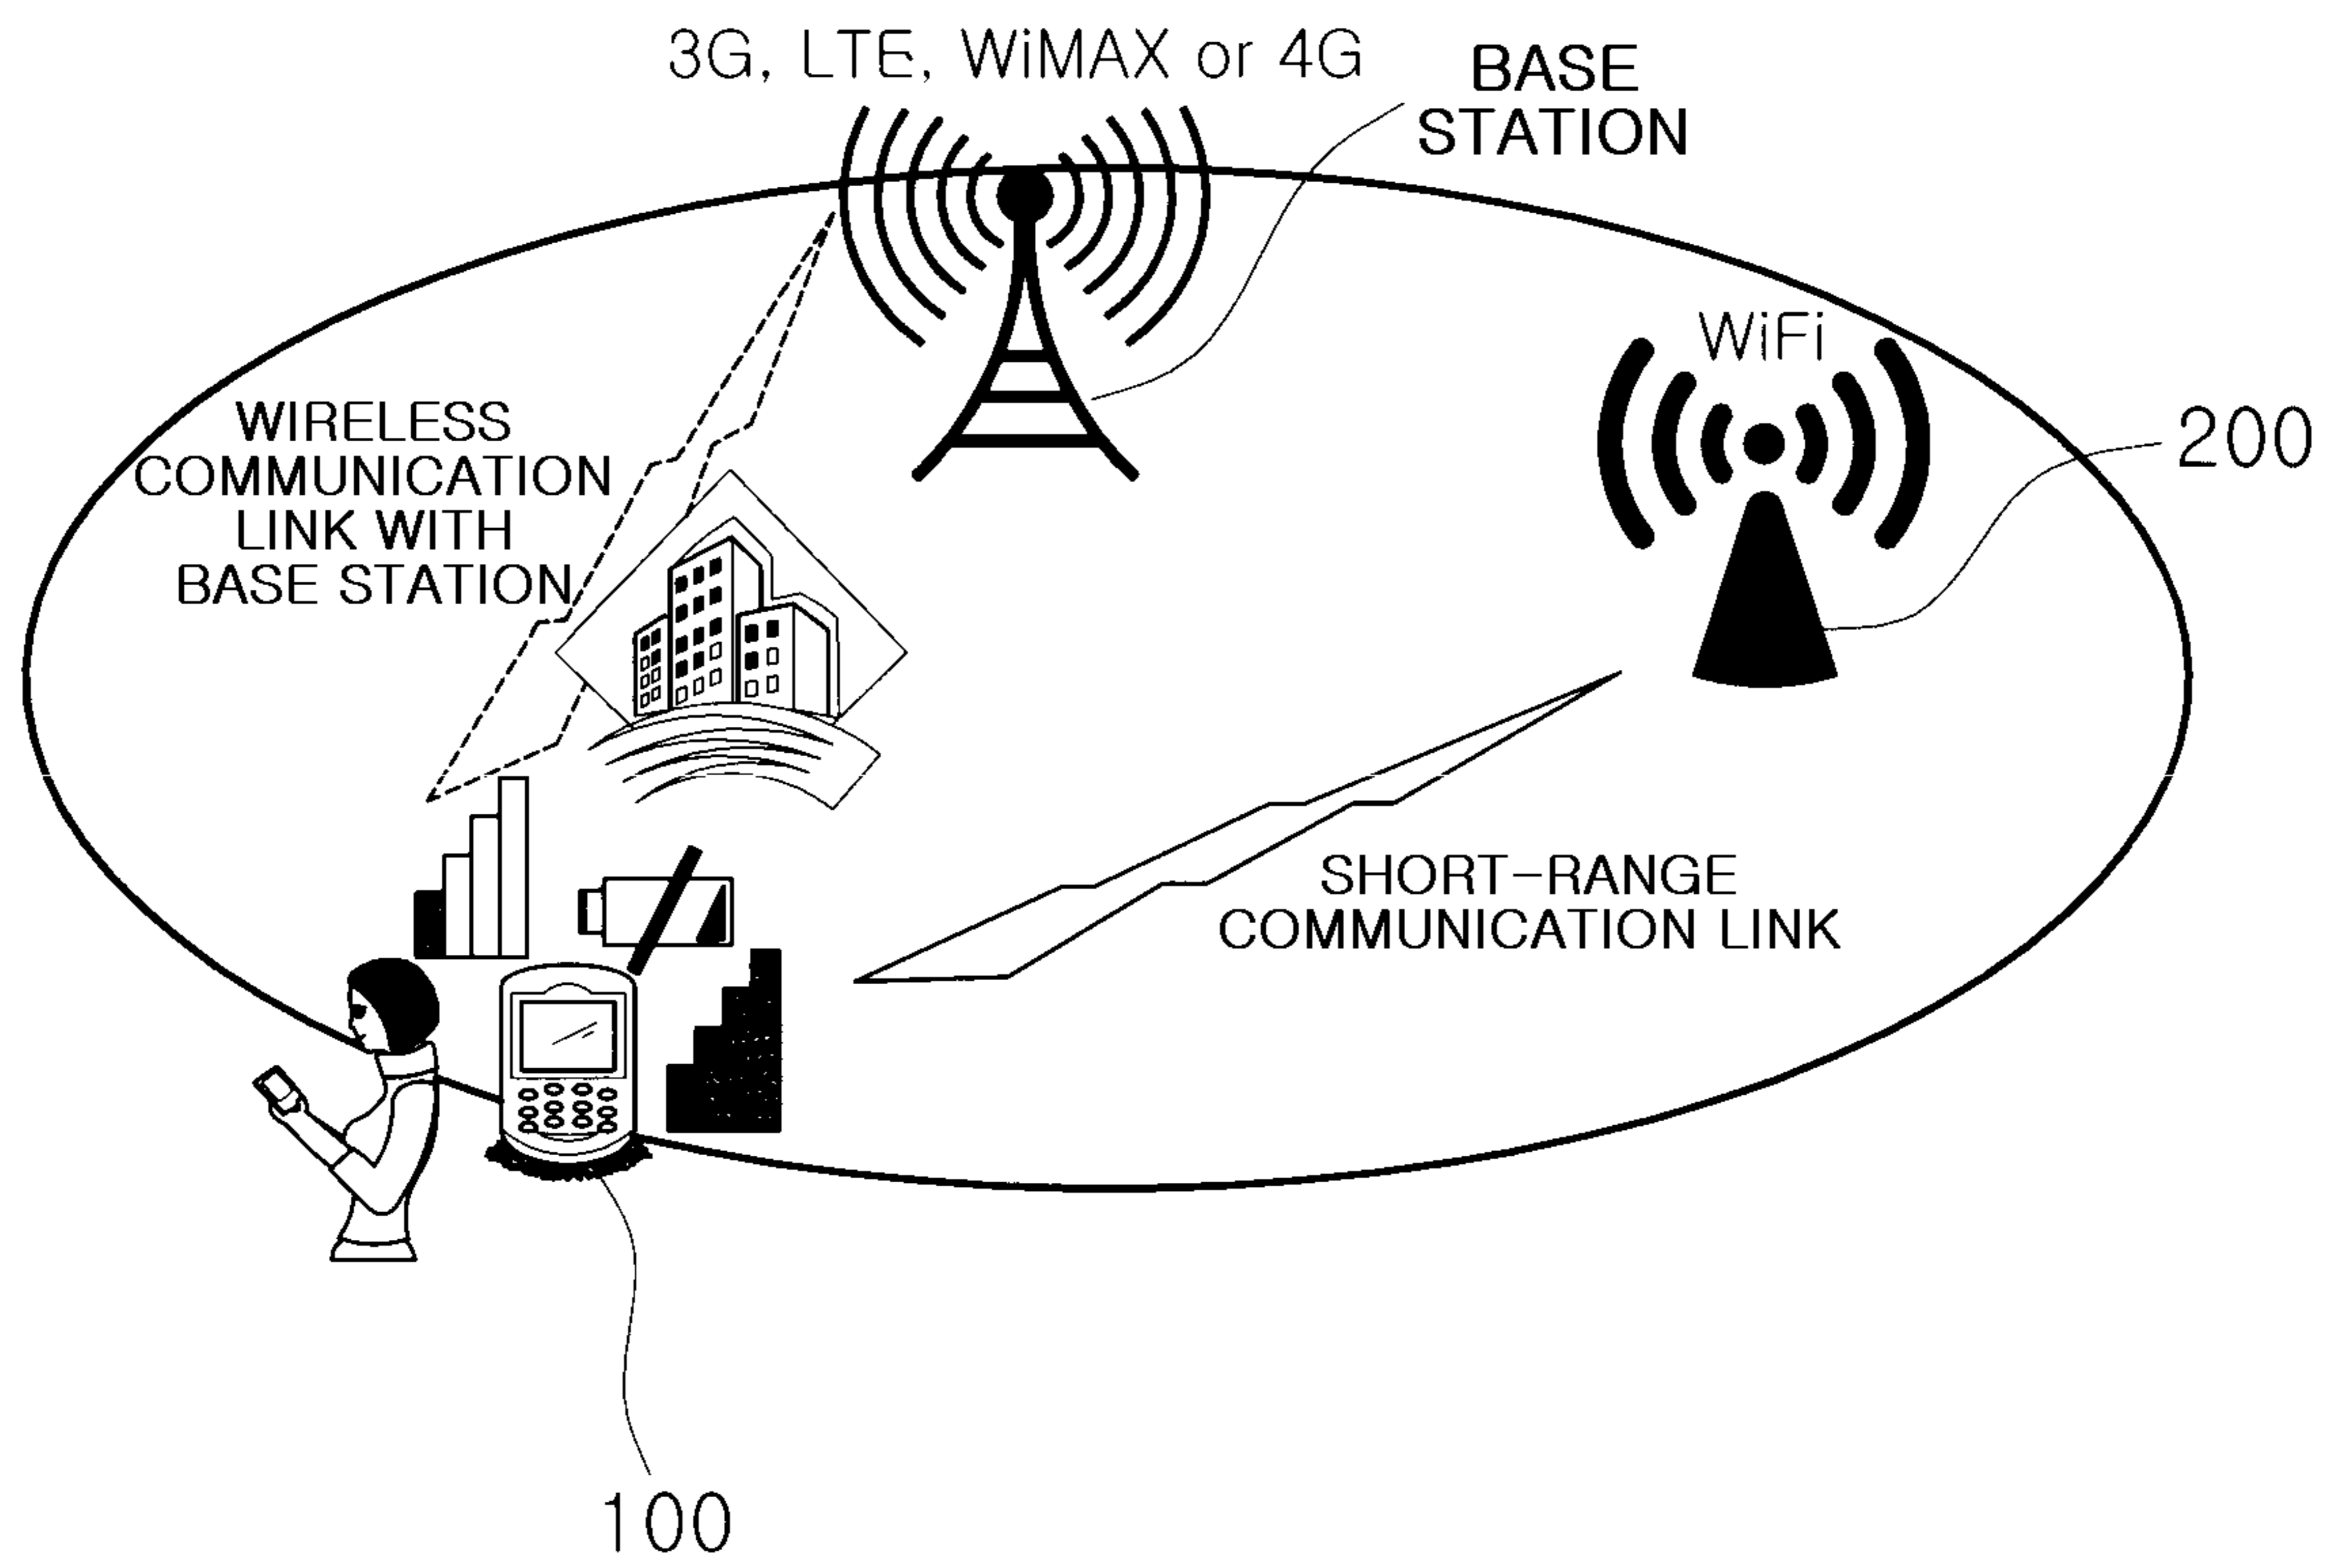 3G, LTE, WiMAX or 4G
BASE
STATION
WiFi
200
WIRELESS
COMMUNICATION
LINK WITH
BASE STATION
SHORT-RANGE
COMMUNICATION LINK
100